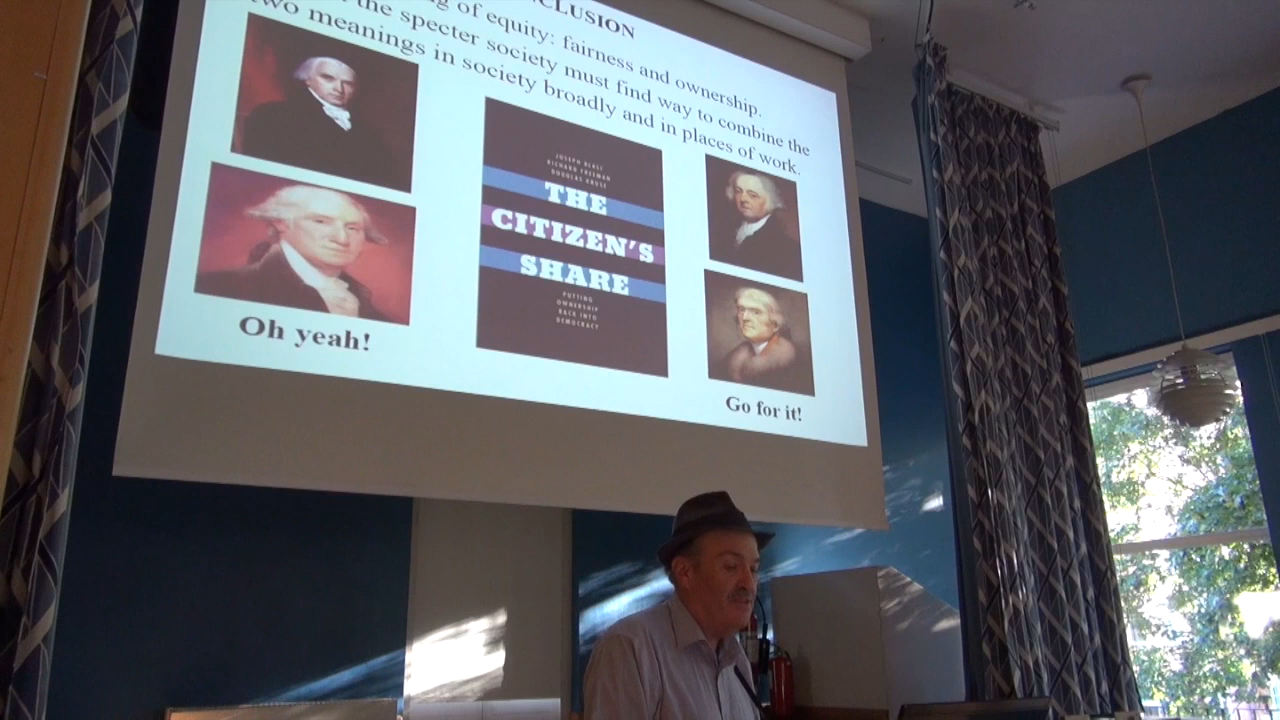 CLUSION
of equity: fairness and ownership.
the specter society must find way to combine the
two meanings in society broadly and in places of work.
JOSEPH BLASI
RICHARD FREEMAN
DOUGLAS KRUSE
THE
CITIZEN'S
SHARE
PUTTING
OWNERSHIP
BACK INTO
DEMOCRACY
Oh yeah!
Go for it!